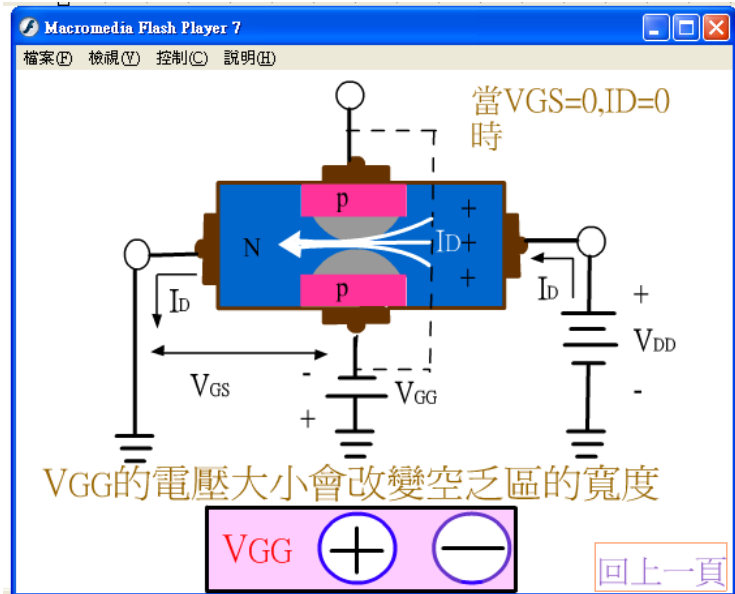 Macromedia Flash Player 7
檔案(F) 檢視(V) 控制(C) 說明(H)
當VGS=0,ID=0
時
p
+
N
ID+
+
p
ID
ID
+
VDD
-
VGS
-
VGG
+
VGG的電壓大小會改變空乏區的寬度
VGG + -
回上一頁